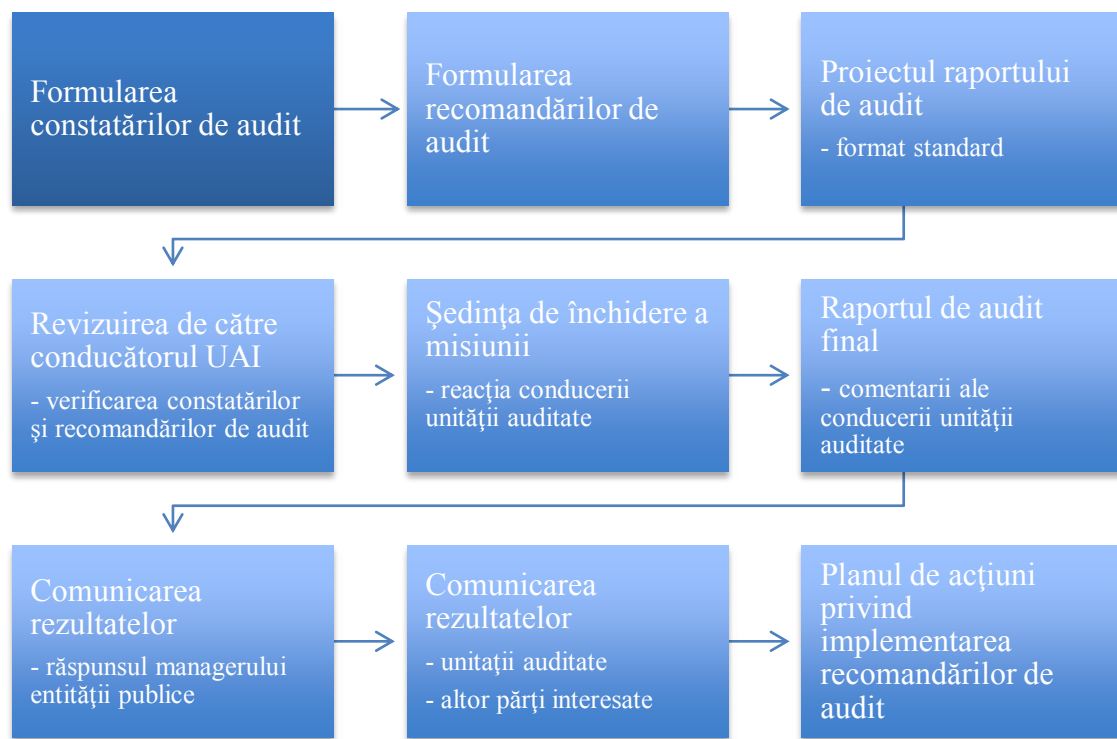 Formularea
constatărilor de audit
Formularea
recomandărilor de
audit
Proiectul raportului
de audit
- format standard
Revizuirea de către
conducătorul UAI
- verificarea constatărilor
şi recomandărilor de audit
Şedinţa de închidere a
misiunii
- reacţia conducerii
unităţii auditate
Raportul de audit
final
- comentarii ale
conducerii unităţii
auditate
Comunicarea
rezultatelor
- răspunsul managerului
entităţii publice
Comunicarea
rezultatelor
- unitaţii auditate
- altor părţi interesate
Planul de acţiuni
privind
implementarea
recomandărilor de
audit